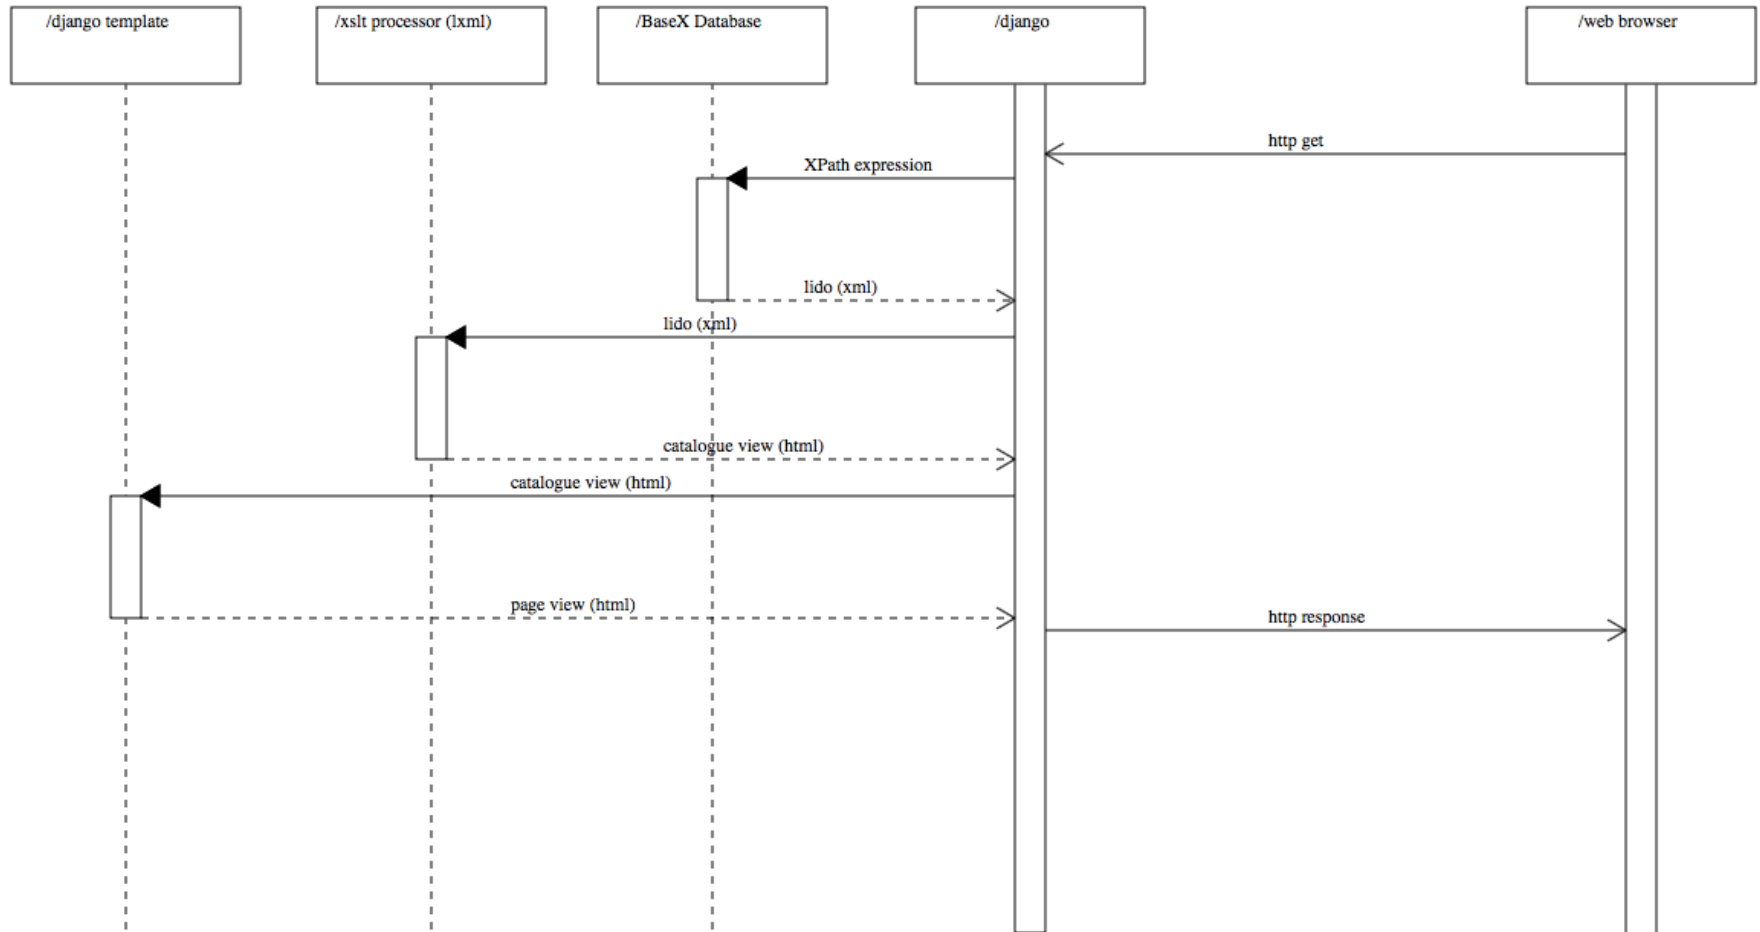 /django template
/xslt processor (lxml)
/BaseX Database
/django
/web browser
http get
XPath expression
lido (xml)
lido (xml)
catalogue view (html)
catalogue view (html)
page view (html)
http response